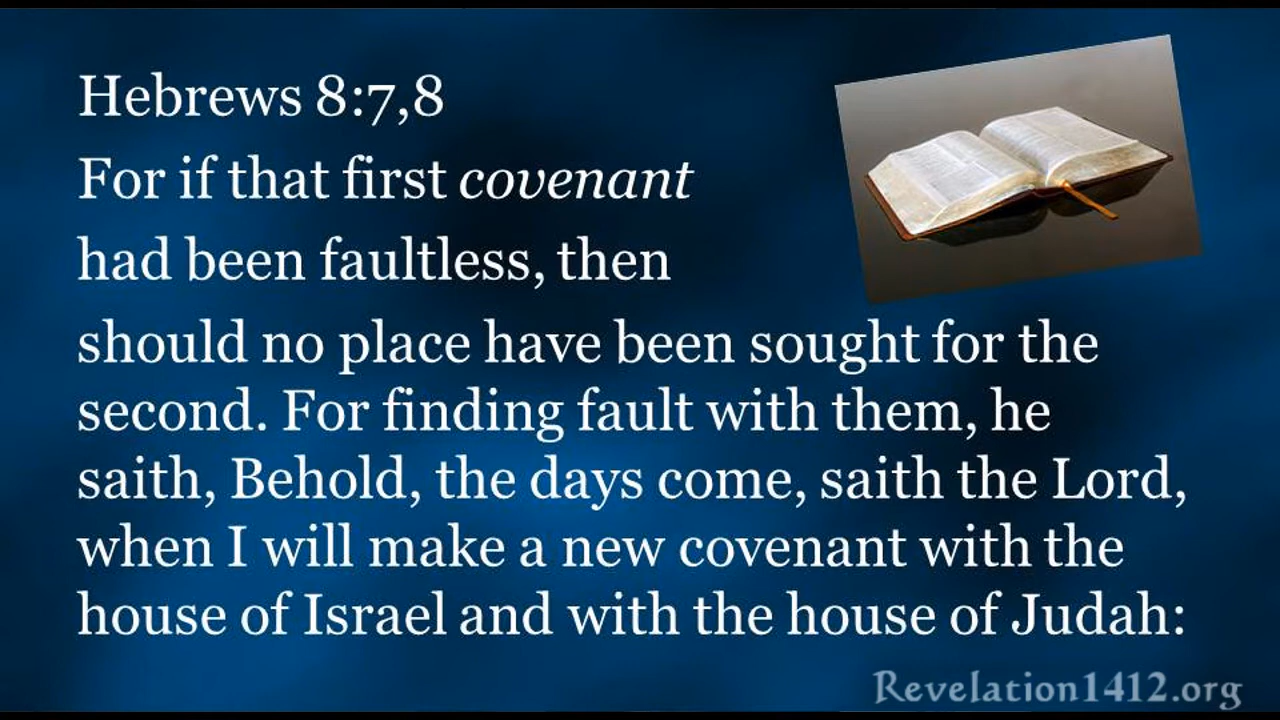 Hebrews 8:7,8
For if that first covenant
had been faultless, then
should no place have been sought for the
second. For finding fault with them, he
saith, Behold, the days come, saith the Lord,
when I will make a new covenant with the
house of Israel and with the house of Judah:
Revelation1412.org